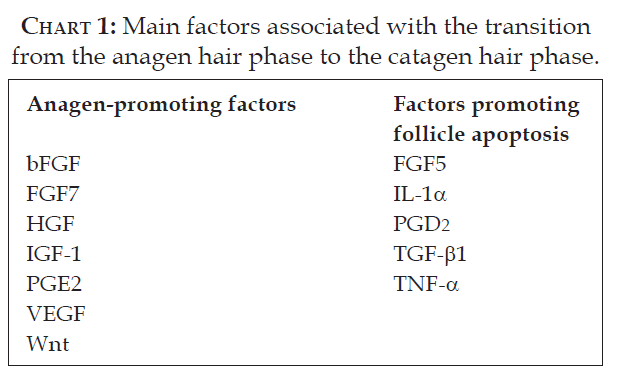 CHART 1: Main factors associated with the transition
from the anagen hair phase to the catagen hair phase.
Anagen-promoting factors
bFGF
FGF7
HGF
IGF-1
PGE2
VEGF
Wnt
Factors promoting
follicle apoptosis
FGF5
IL-1α
PGD2
TGF-β1
TNF-α